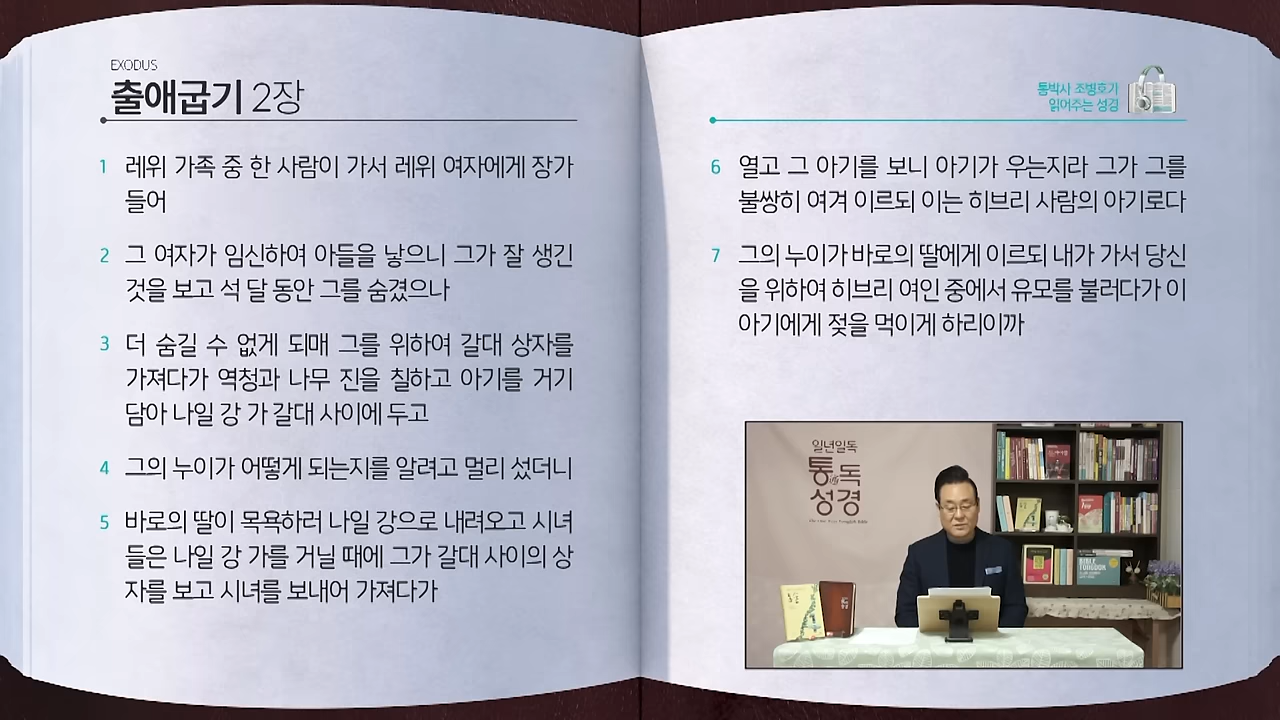 EXODUS
출애굽기 2장
1 레위 가족 중 한 사람이 가서 레위 여자에게 장가
들어
2 그 여자가 임신하여 아들을 낳으니 그가 잘 생긴
것을 보고 석 달 동안 그를 숨겼으나
3 더 숨길 수 없게 되매 그를 위하여 갈대 상자를
가져다가 역청과 나무 진을 칠하고 아기를 거기
담아 나일 강 가 갈대 사이에 두고
4 그의 누이가 어떻게 되는지를 알려고 멀리 섰더니
5 바로의 딸이 목욕하러 나일 강으로 내려오고 시녀
들은 나일 강 가를 거닐 때에 그가 갈대 사이의 상
자를 보고 시녀를 보내어 가져다가
통박사 조병호가
읽어주는 성경
6 열고 그 아기를 보니 아기가 우는지라 그가 그를
불쌍히 여겨 이르되 이는 히브리 사람의 아기로다
7 그의 누이가 바로의 딸에게 이르되 내가 가서 당신
을 위하여 히브리 여인 중에서 유모를 불러다가 이
아기에게 젖을 먹이게 하리이까
일년일독
통독
성경
BIBLE
TONGDOK